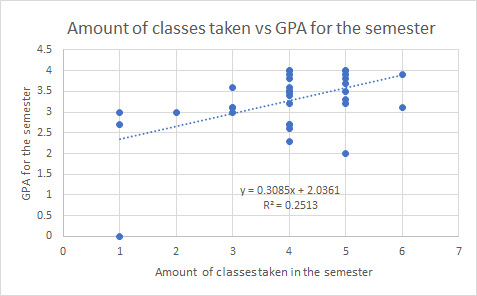 Amount of classes taken vs GPA for the semester
4.5
4
3.5
3
2.5
2
1.5
1
0.5
0
GPA for the semester
y = 0.3085x + 2.0361
R² = 0.2513
0 1 2 3 4 5 6 7
Amount of classes taken in the semester